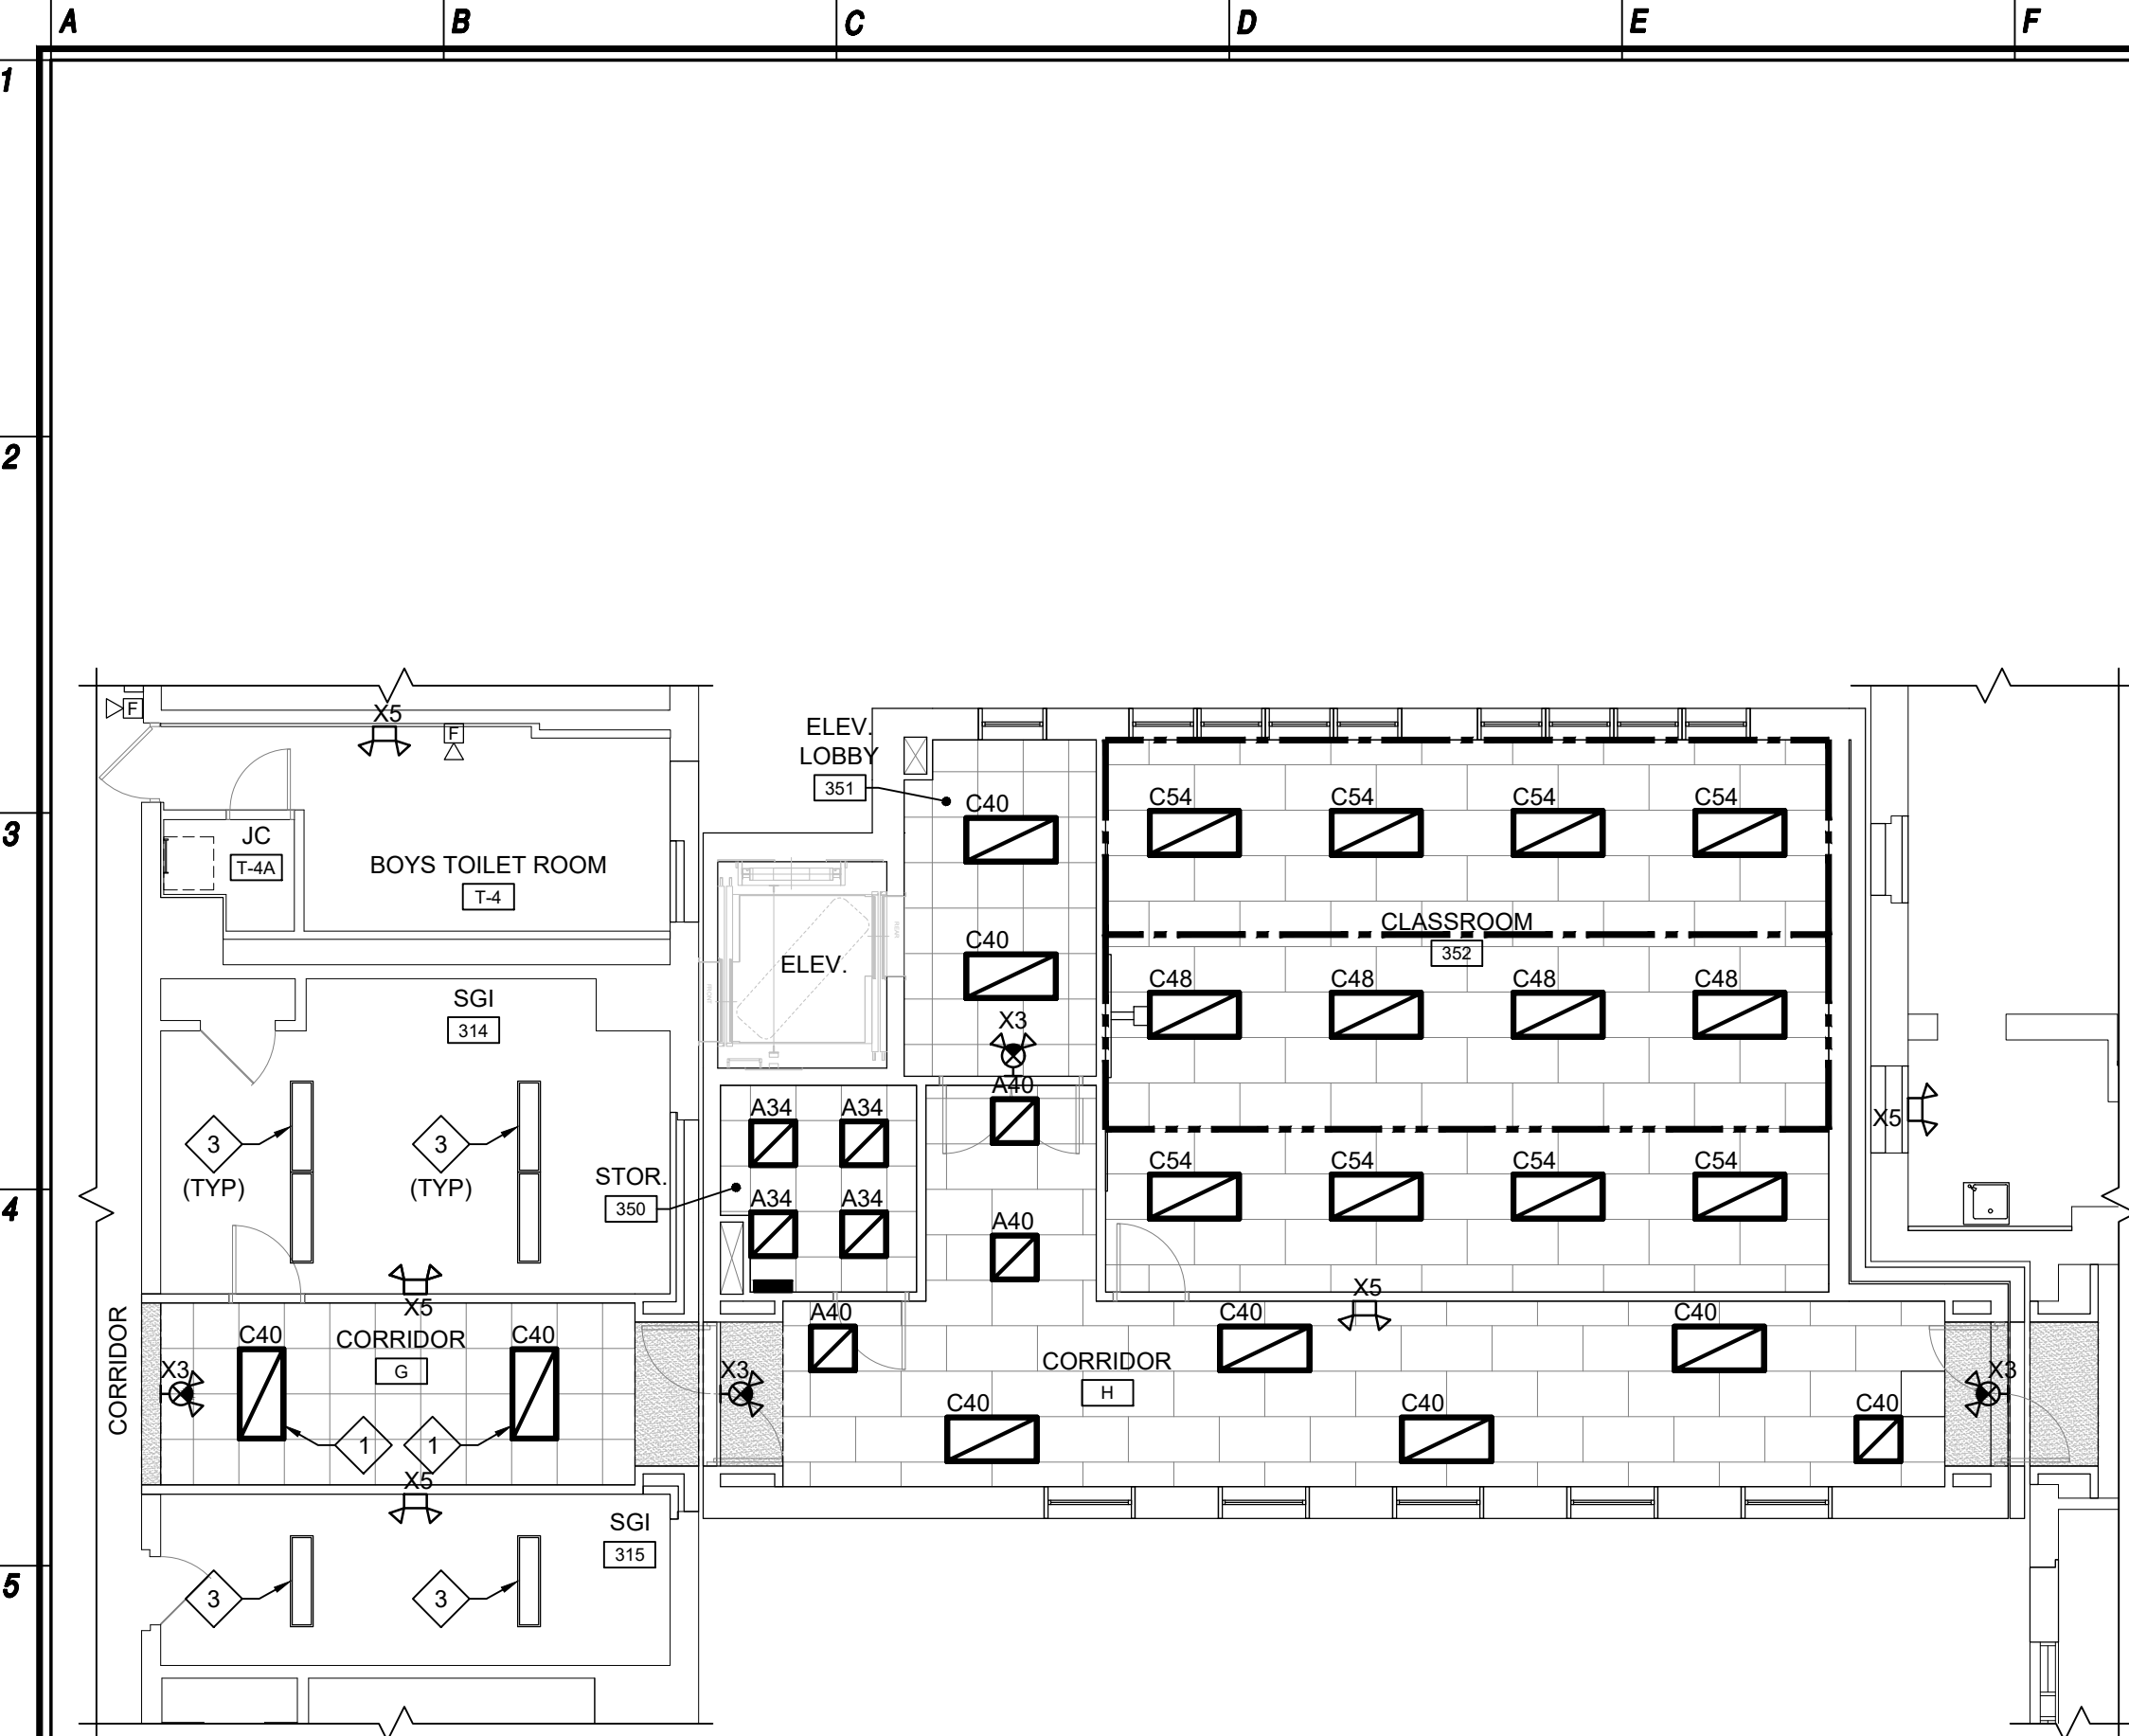 A
B
C
D
E
F
1
2
3
4
5
F
X5
F
JC
T-4A
BOYS TOILET ROOM
T-4
ELEV.
LOBBY
351
C40
C40
X3
ELEV.
FRONT
REAR
C54
C54
C54
C54
CLASSROOM
352
C48
C48
C48
C48
C54
C54
C54
C54
X5
SGI
314
3
(TYP)
3
(TYP)
STOR.
350
A34
A34
A34
A34
A40
A40
X5
CORRIDOR
C40
CORRIDOR
G
C40
X3
1
1
X5
X3
A40
C40
X5
C40
CORRIDOR
H
C40
C40
C40
X3
SGI
315
3
3